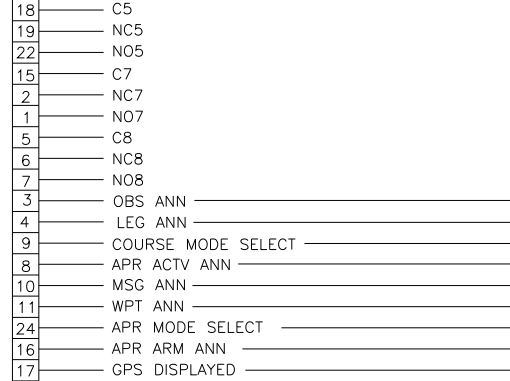 18 C5
19 NC5
22 NO5
15 C7
2 NC7
1 NO7
5 C8
6 NC8
7 NO8
3 OBS ANN
4 LEG ANN
9 COURSE MODE SELECT
8 APR ACTV ANN
10 MSG ANN
11 WPT ANN
24 APR MODE SELECT
16 APR ARM ANN
17 GPS DISPLAYED